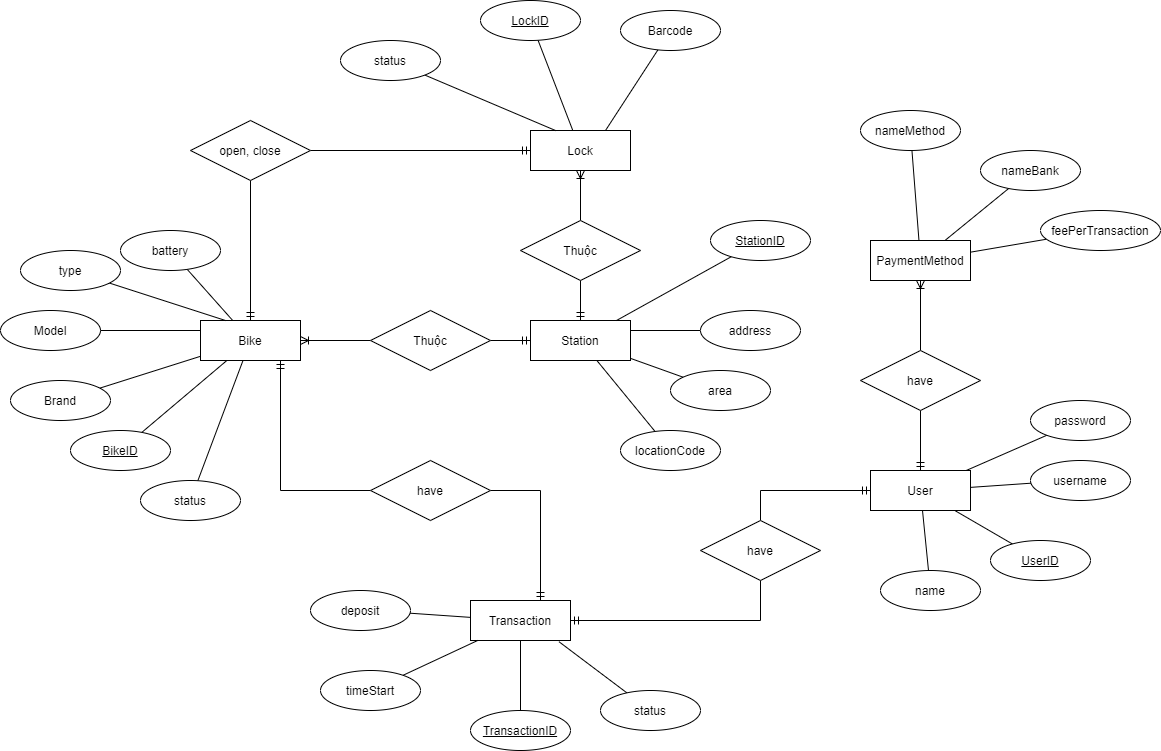 LockID
Barcode
status
nameMethod
open, close
Lock
nameBank
feePerTransaction
StationID
battery
Thuộc
type
PaymentMethod
Model
Bike
Thuộc
Station
address
area
have
Brand
password
BikeID
locationCode
username
status
have
User
have
UserID
name
deposit
Transaction
timeStart
status
TransactionID